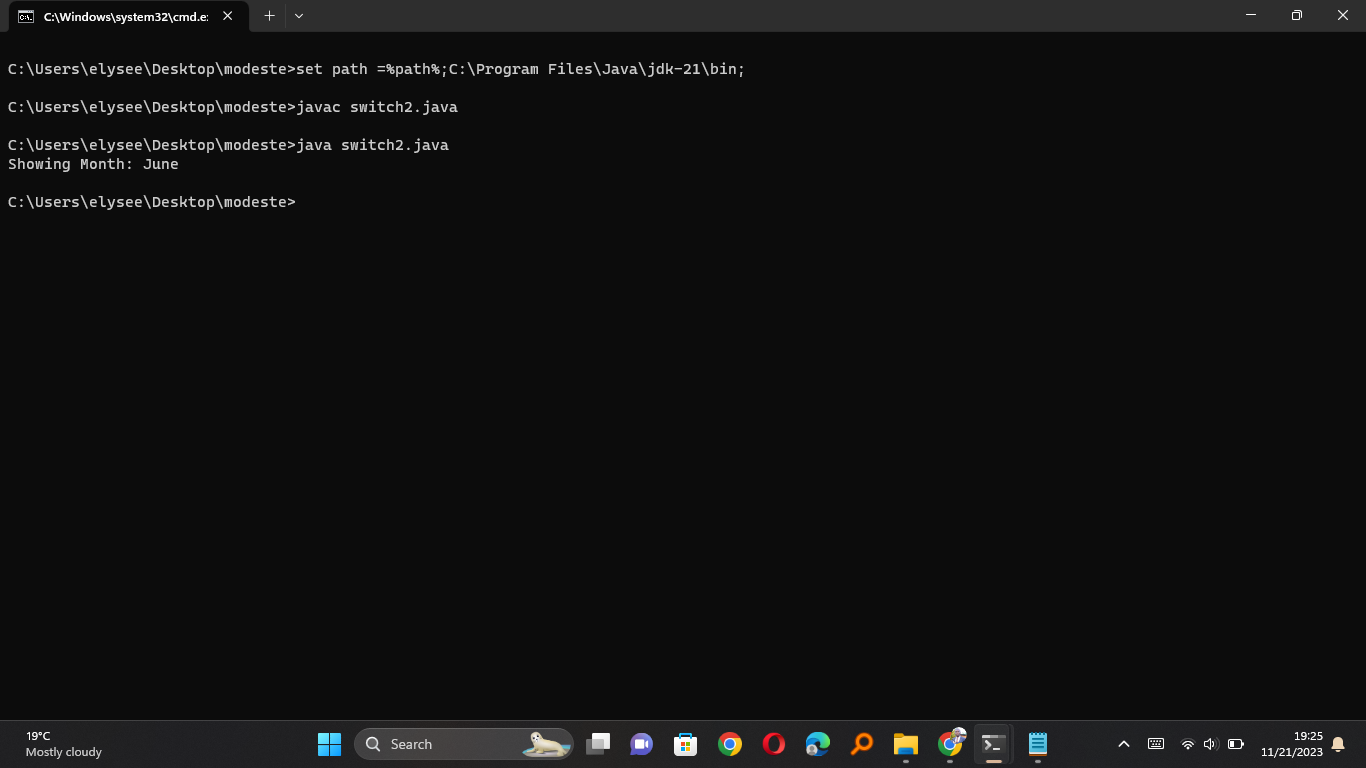 C:\Windows\system32\cmd.e:
C:\Users\elysee\Desktop\modeste>set path =%path%;C:\Program Files\Java\jdk-21\bin;
C:\Users\elysee\Desktop\modeste>javac switch2.java
C:\Users\elysee\Desktop\modeste>java switch2.java
Showing Month: June
C:\Users\elysee\Desktop\modeste>
19°C
Mostly cloudy
Search
19:25
11/21/2023